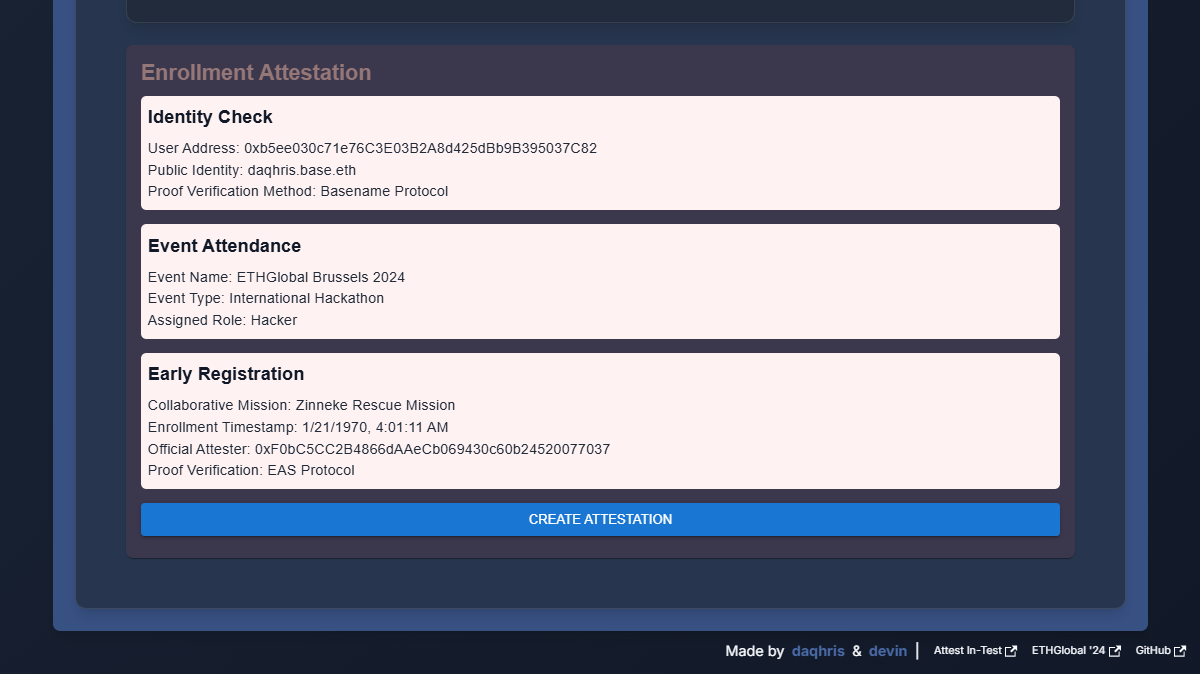 Enrollment Attestation
Identity Check
User Address: 0xb5ee030c71e76C3E03B2A8d425dBb9B395037C82
Public Identity: daqhris.base.eth
Proof Verification Method: Basename Protocol
Event Attendance
Event Name: ETHGlobal Brussels 2024
Event Type: International Hackathon
Assigned Role: Hacker
Early Registration
Collaborative Mission: Zinneke Rescue Mission
Enrollment Timestamp: 1/21/1970, 4:01:11 AM
Official Attester: 0xF0bC5CC2B4866dAAeCb069430c60b24520077037
Proof Verification: EAS Protocol
CREATE ATTESTATION
Made by daqhris & devin | Attest In-Test ETHGlobal '24 GitHub